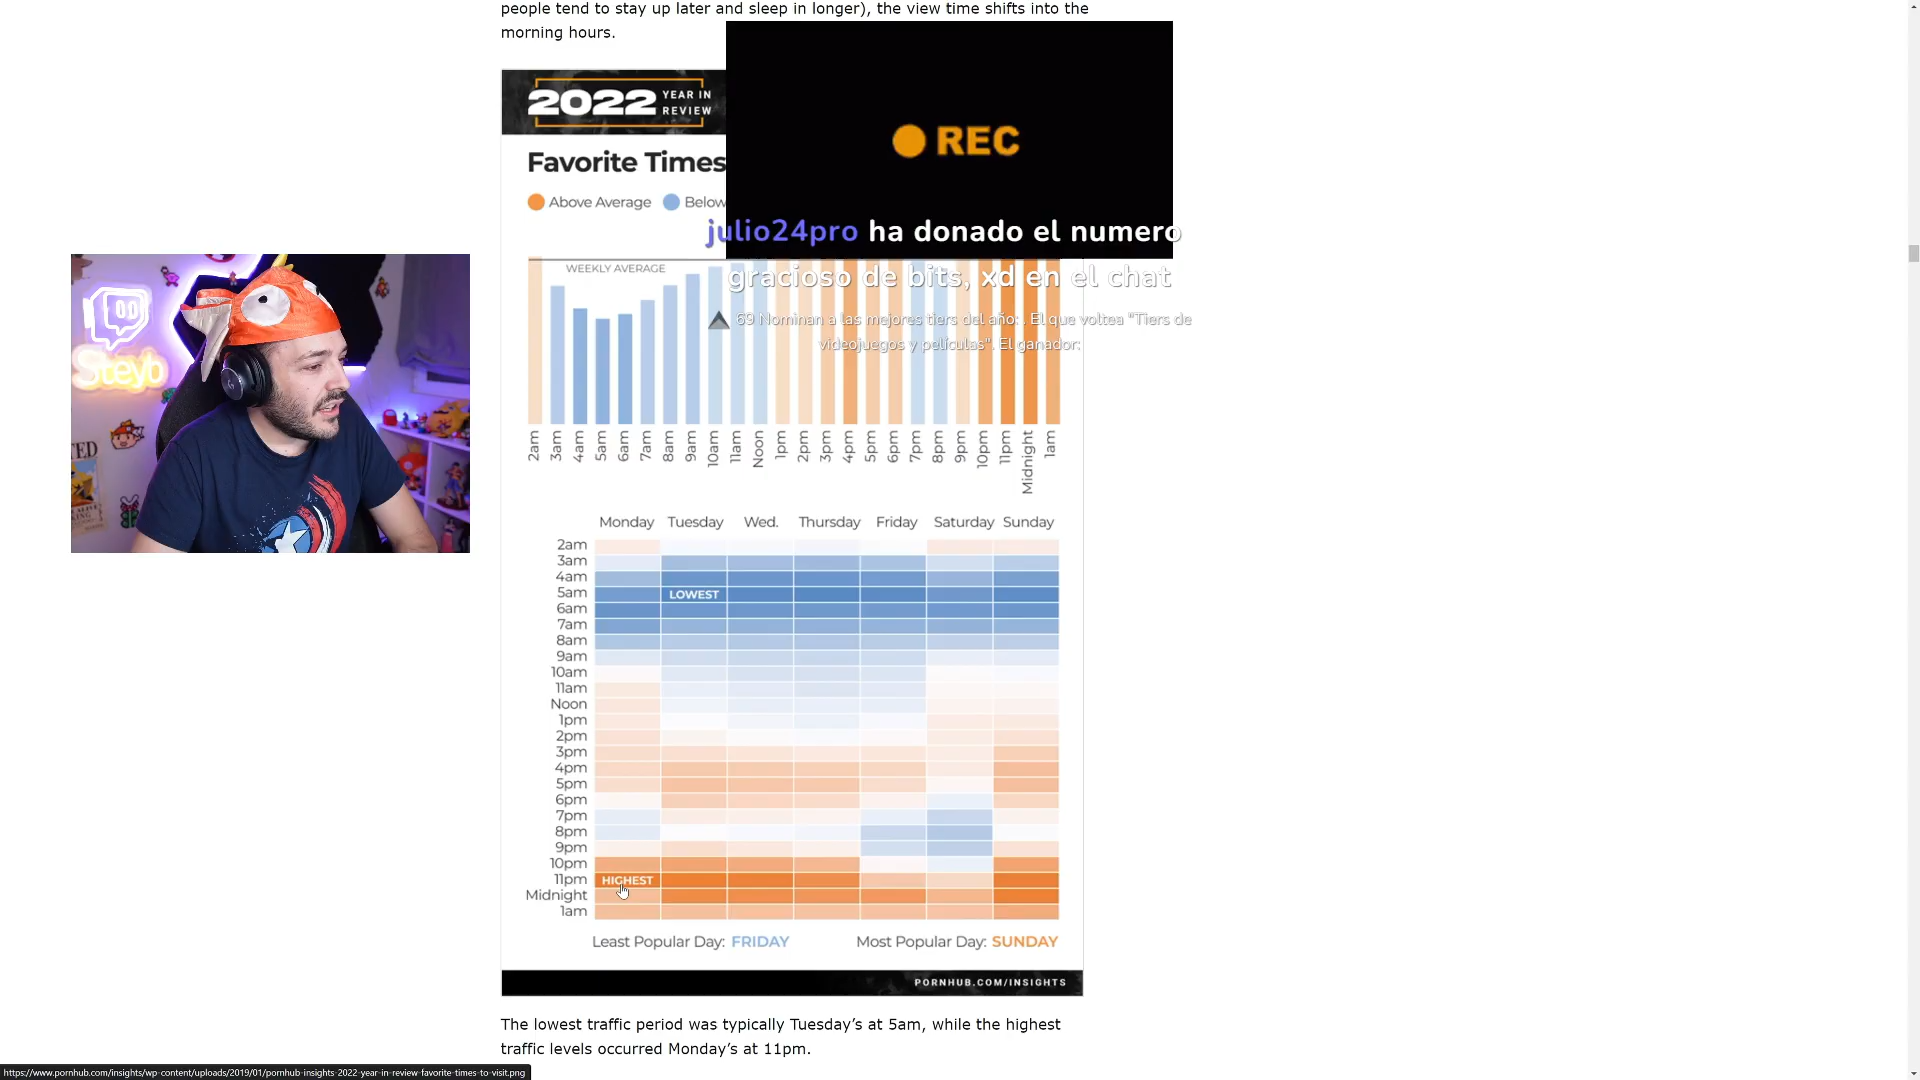 people tend to stay up later and sleep in longer), the view time shifts into the
morning hours.
2022 YEAR IN
REVIEW
REC
Favorite Times
Above Average
Below
julio24pro ha donado el numero
gracioso de bits, xd en el chat
WEEKLY AVERAGE
69 Nominan a las mejores tiers del año: . El que voltea "Tiers de
videojuegos y películas". El ganador:
Steyb
2am 3am 4am 5am 6am 7am 8am 9am 10am 11am Noon 1pm 2pm 3pm 4pm 5pm 6pm 7pm 8pm 9pm 10pm 11pm Midnight 1am
Monday Tuesday Wed. Thursday Friday Saturday Sunday
2am
3am
4am
5am LOWEST
6am
7am
8am
9am
10am
11am
Noon
1pm
2pm
3pm
4pm
5pm
6pm
7pm
8pm
9pm
10pm
11pm HIGHEST
Midnight
1am
Least Popular Day: FRIDAY
Most Popular Day: SUNDAY
PORNHUB.COM/INSIGHTS
The lowest traffic period was typically Tuesday’s at 5am, while the highest
traffic levels occurred Monday’s at 11pm.
https://www.pornhub.com/insights/wp-content/uploads/2019/01/pornhub-insights-2022-year-in-review-favorite-times-to-visit.png